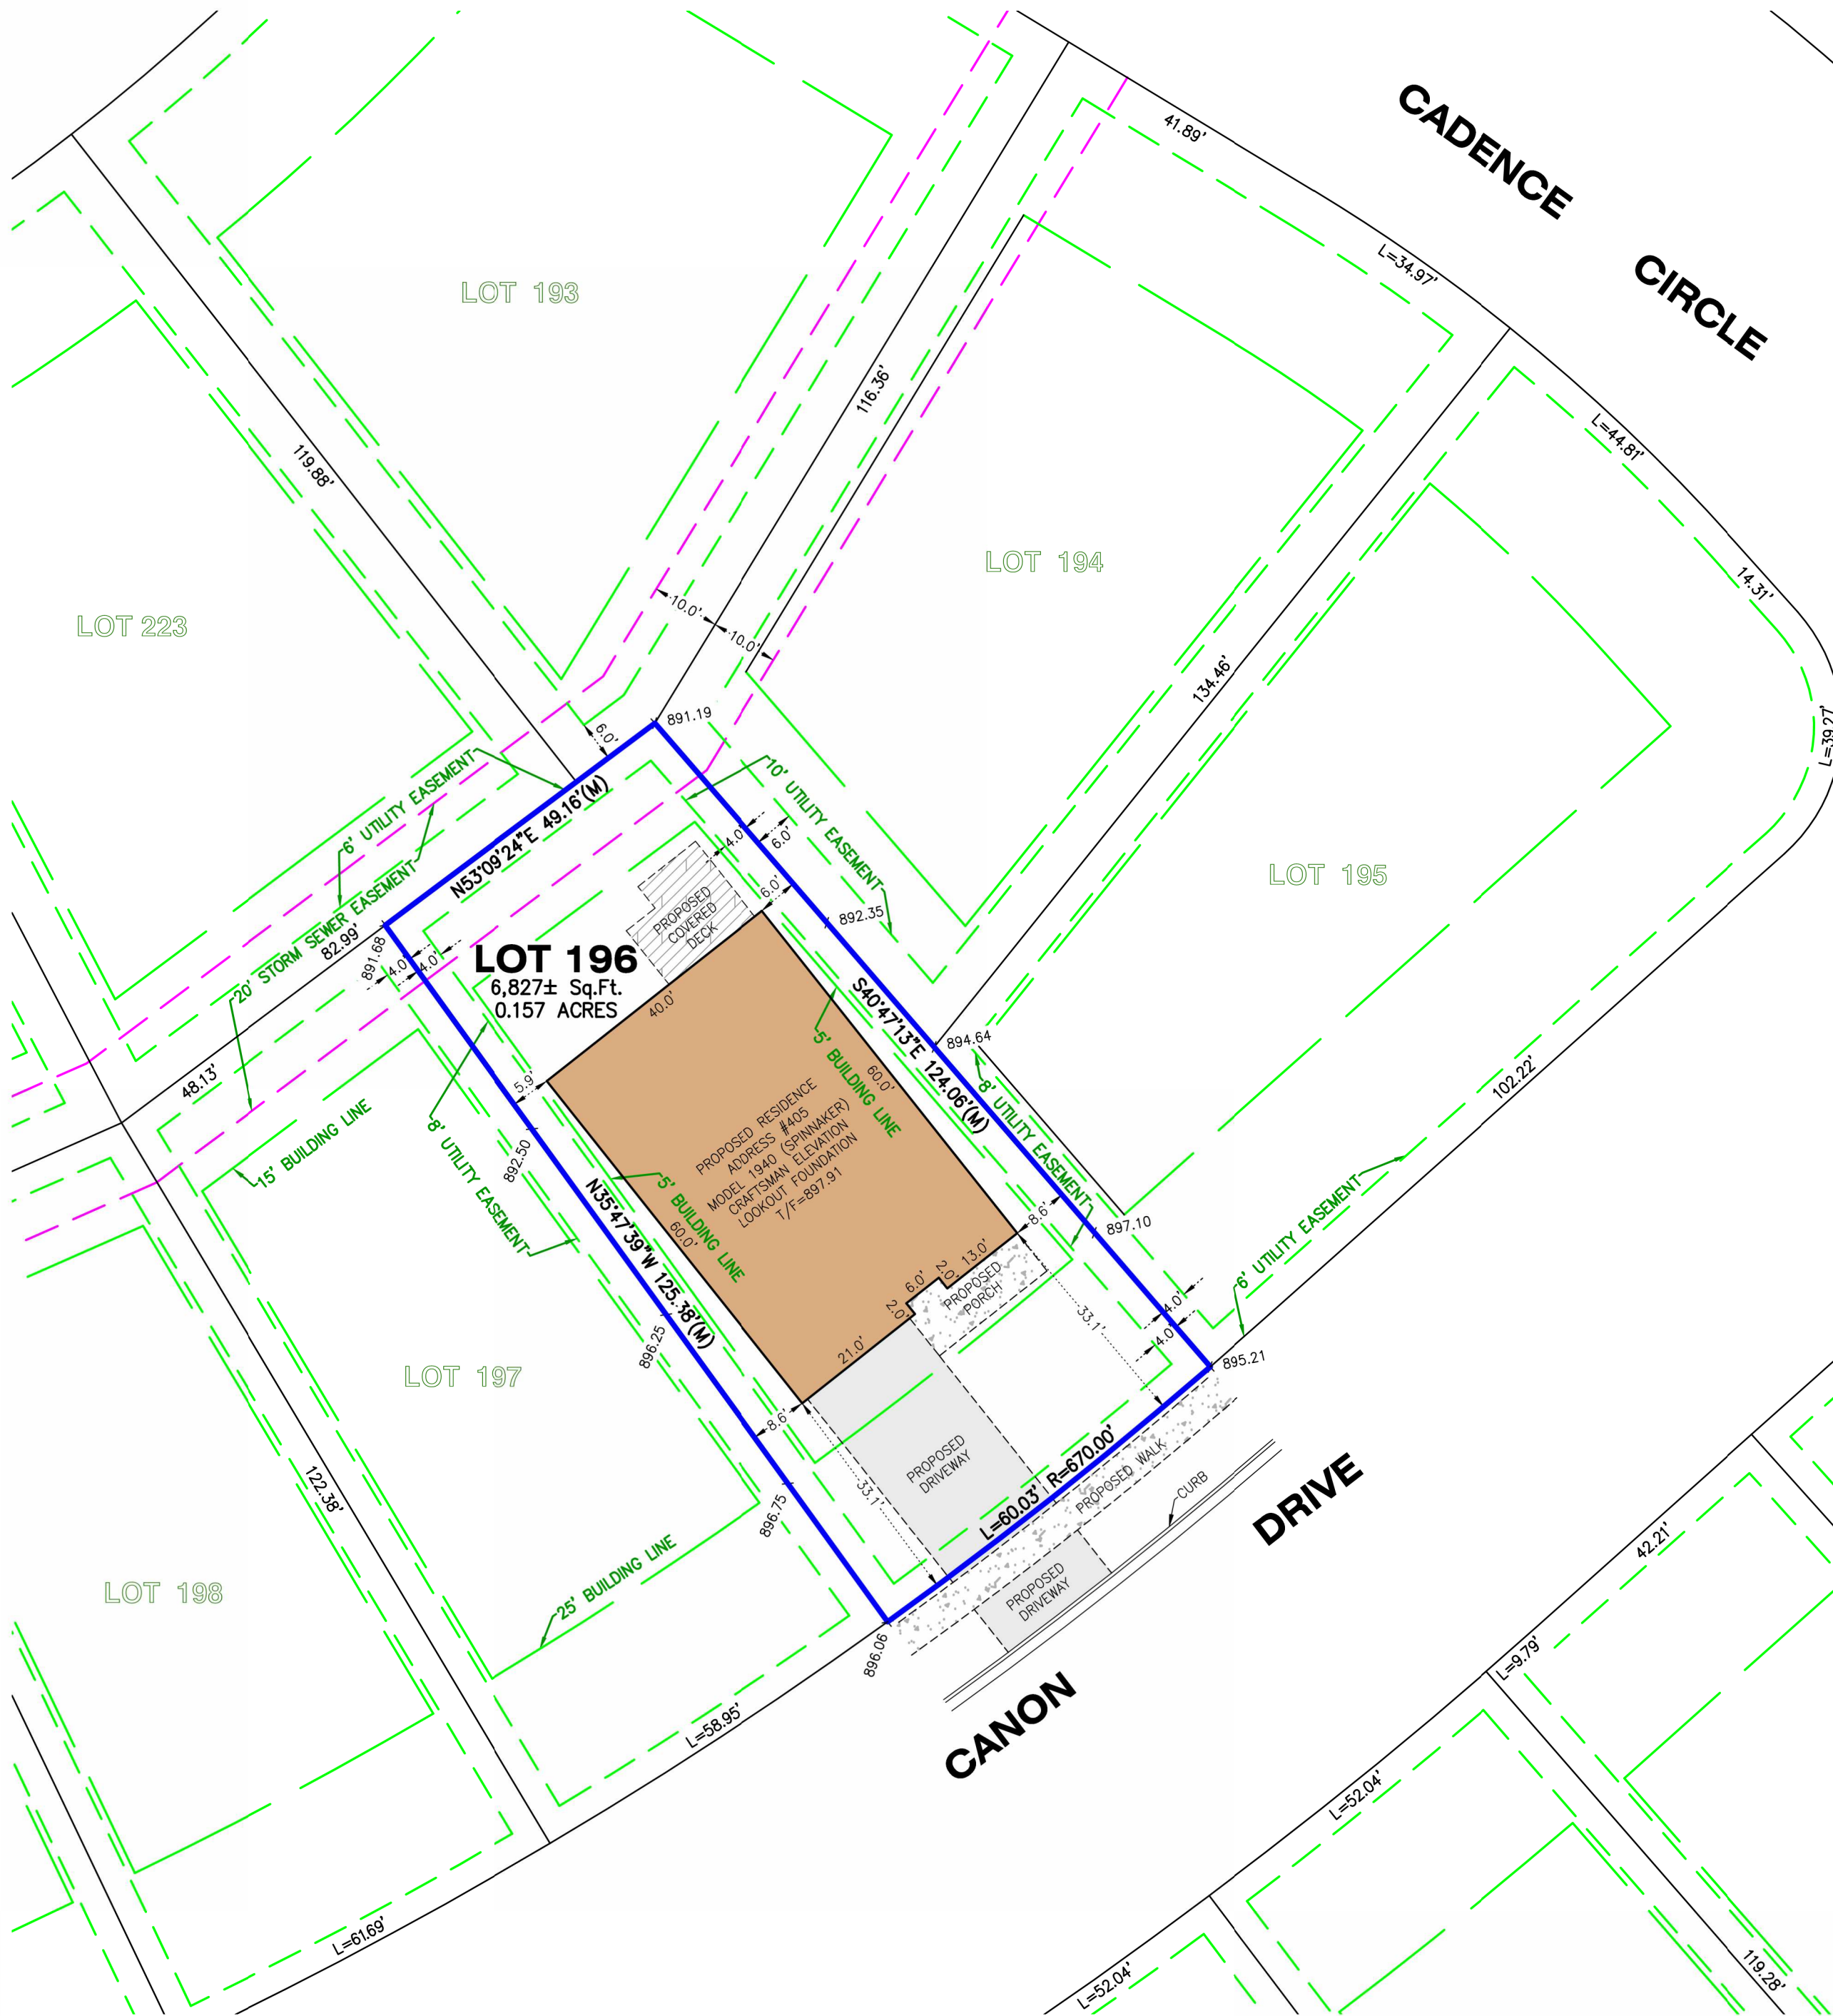 CADENCE
CIRCLE
41.89'
L=34.97'
L=44.81'
14.31'
L=39.27'
LOT 193
116.36'
119.88'
LOT 194
LOT 223
10.0'
10.0'
134.46'
6.0'
891.19
6' UTILITY EASEMENT
N53°09'24"E 49.16'(M)
10' UTILITY EASEMENT
4.0'
6.0'
20' STORM SEWER EASEMENT
82.99'
891.68
4.0'
4.0'
PROPOSED
COVERED
DECK
6.0'
892.35
LOT 195
LOT 196
6,827± Sq.Ft.
0.157 ACRES
40.0'
S40°47'13"E 124.06'(M)
894.64
5' BUILDING LINE
60.0'
48.13'
5.9'
102.22'
15' BUILDING LINE
8' UTILITY EASEMENT
892.50
PROPOSED RESIDENCE
ADDRESS #405
MODEL 1940 (SPINNAKER)
CRAFTSMAN ELEVATION
LOOKOUT FOUNDATION
T/F=897.91
8' UTILITY EASEMENT
8.6'
897.10
5' BUILDING LINE
60.0'
N35°47'39"W 125.38'(M)
896.25
6' UTILITY EASEMENT
13.0'
2.0'
6.0'
2.0'
21.0'
PROPOSED
PORCH
33.1'
4.0'
4.0'
895.21
LOT 197
8.6'
33.1'
PROPOSED
DRIVEWAY
L=60.03' R=670.00'
PROPOSED WALK
CURB
DRIVE
122.38'
896.75
PROPOSED
DRIVEWAY
896.06
25' BUILDING LINE
LOT 198
CANON
L=58.95'
L=61.69'
42.21'
L=9.79'
L=52.04'
L=52.04'
119.28'